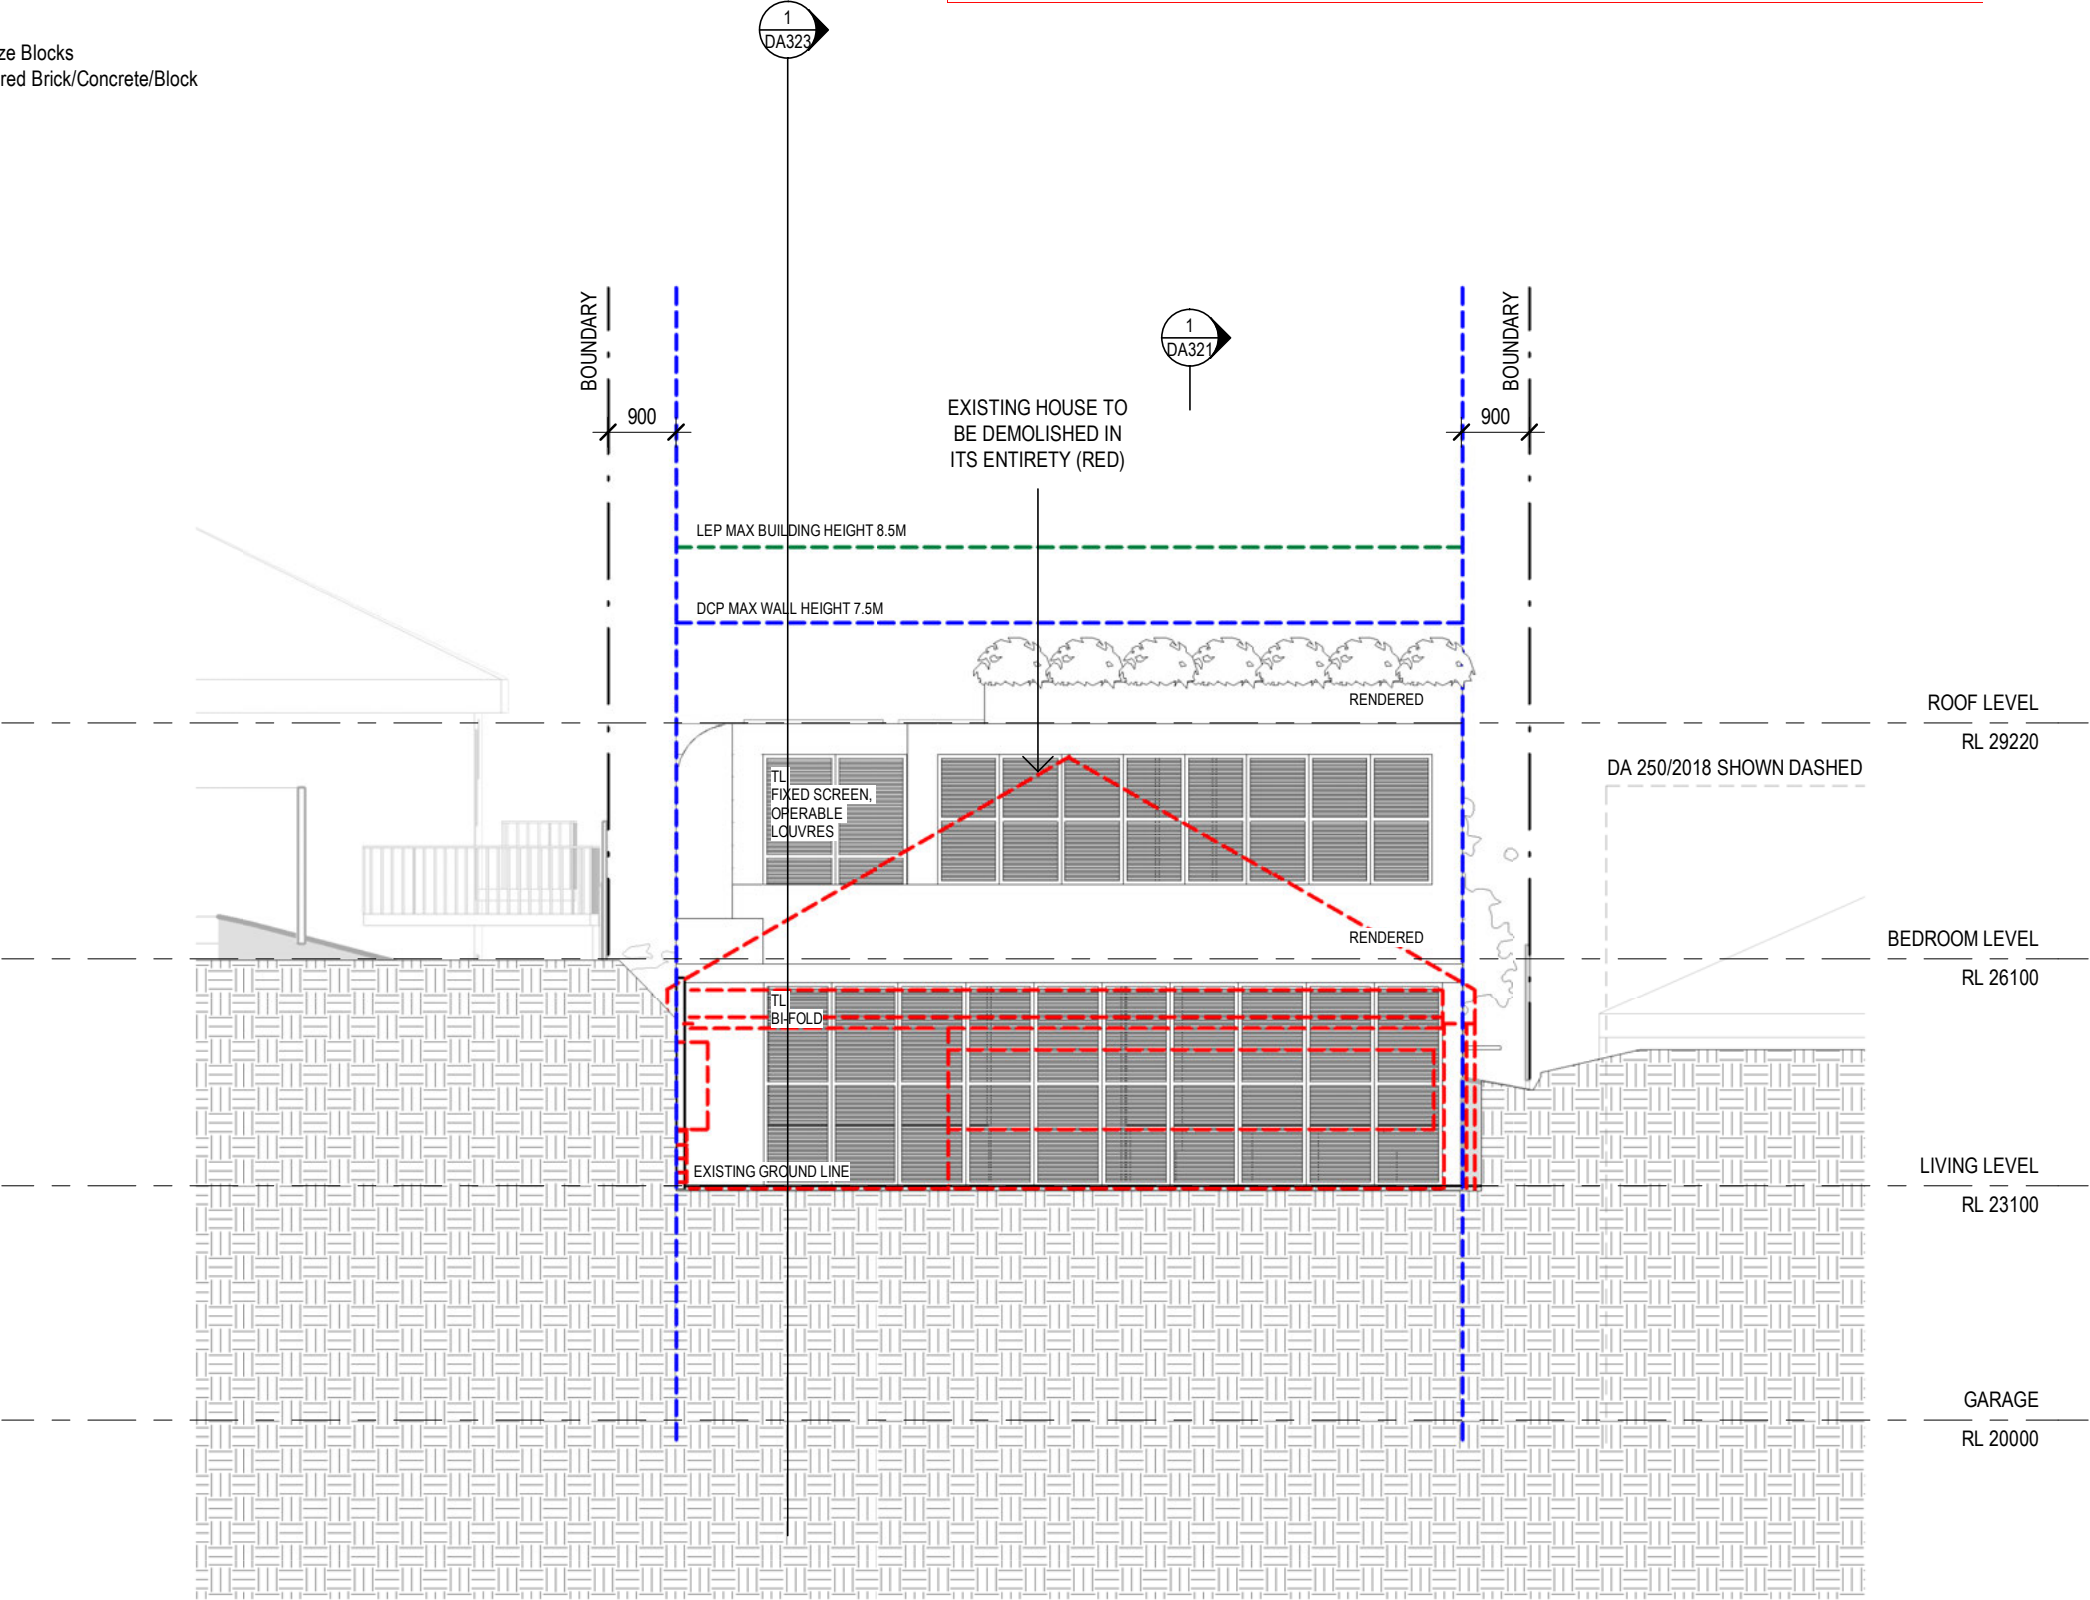 1
DA323
ze Blocks
red Brick/Concrete/Block
BOUNDARY
BOUNDARY
1
DA321
900
900
EXISTING HOUSE TO
BE DEMOLISHED IN
ITS ENTIRETY (RED)
LEP MAX BUILDING HEIGHT 8.5M
DCP MAX WALL HEIGHT 7.5M
RENDERED
ROOF LEVEL
RL 29220
DA 250/2018 SHOWN DASHED
TL
FIXED SCREEN,
OPERABLE
LOUVRES
RENDERED
BEDROOM LEVEL
RL 26100
TL
BI-FOLD
EXISTING GROUND LINE
LIVING LEVEL
RL 23100
GARAGE
RL 20000